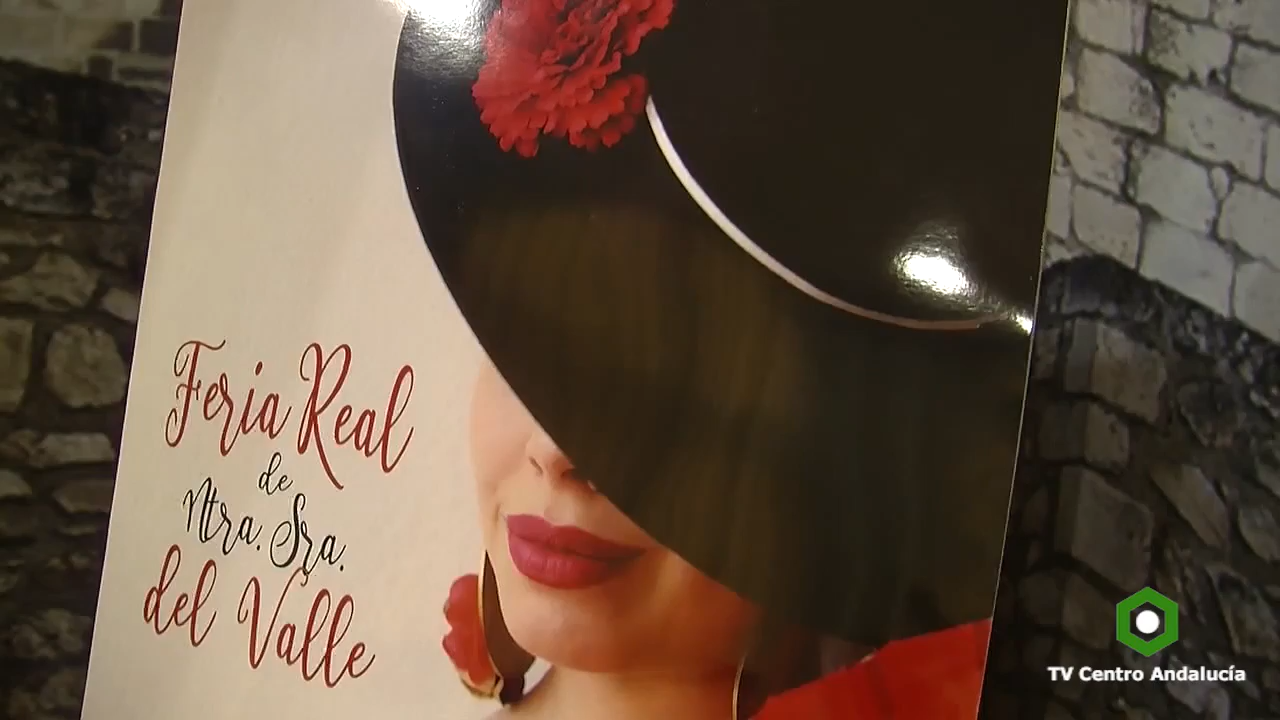 Feria Real
de
Ntra. Sra.
del Valle
TV Centro Andalucía